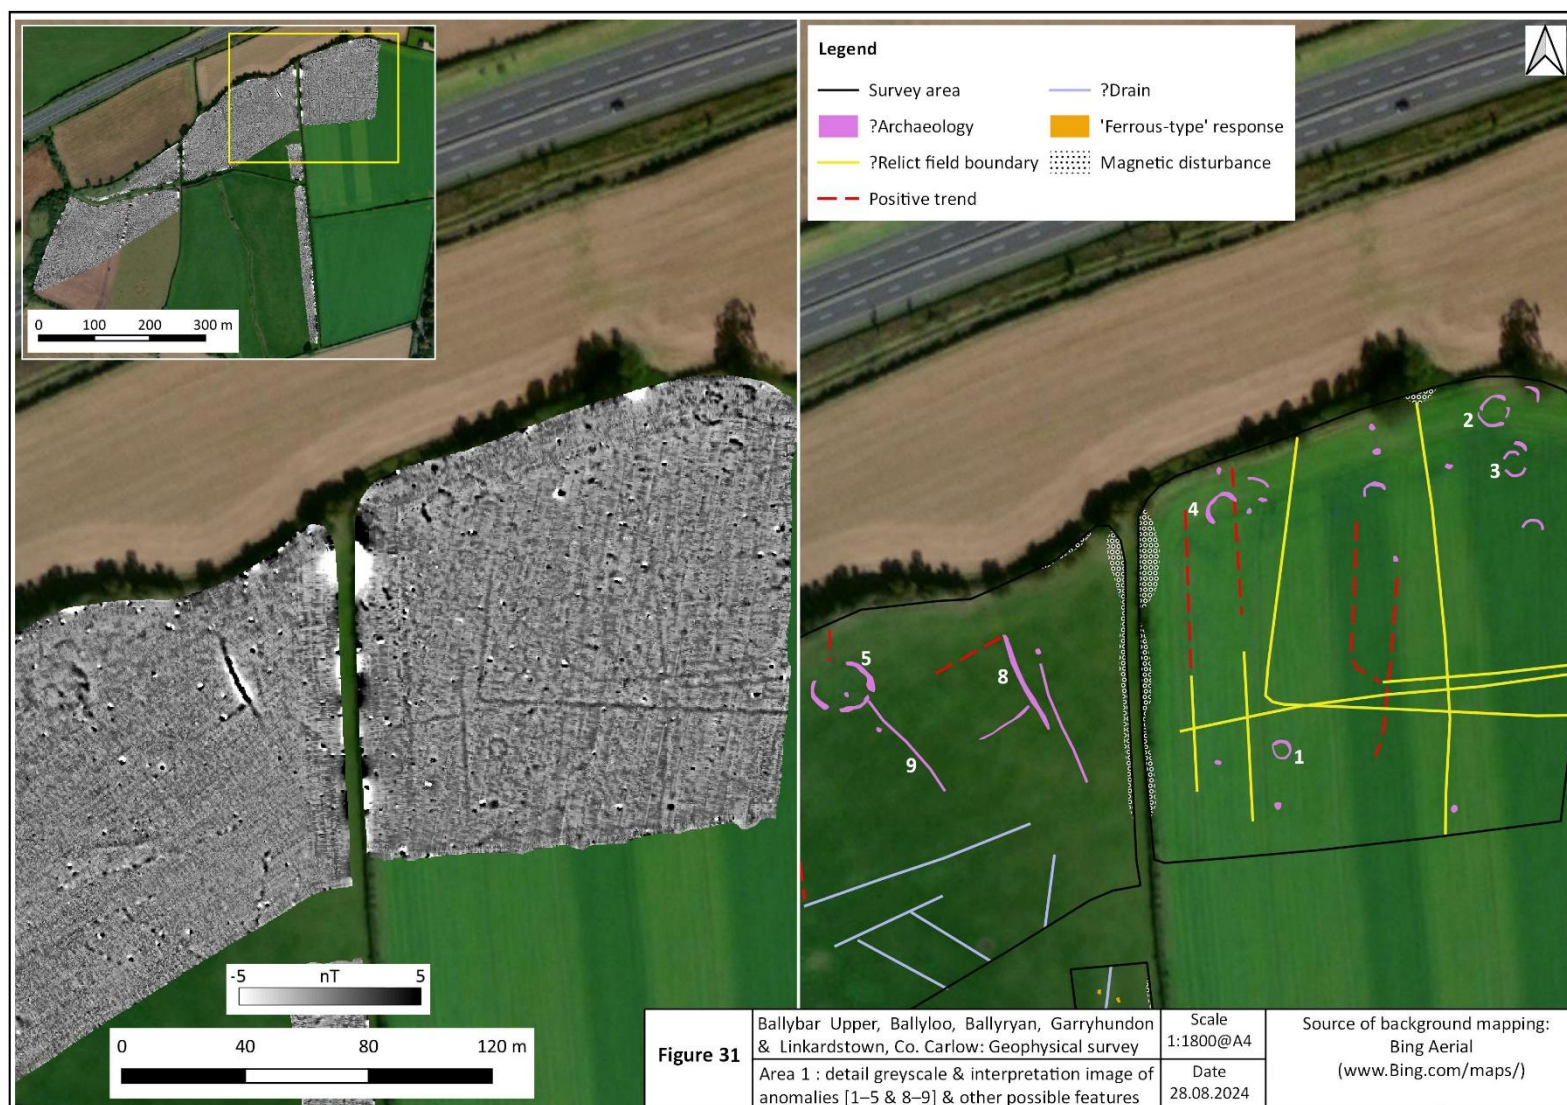 0 100 200 300 m
Legend
Survey area
?Drain
?Archaeology
'Ferrous-type' response
?Relict field boundary
Magnetic disturbance
Positive trend
2
3
4
5
8
9
1
-5 nT 5
0 40 80 120 m
Figure 31
Ballybar Upper, Ballyloo, Ballyryan, Garryhundon
& Linkardstown, Co. Carlow: Geophysical survey
Area 1 : detail greyscale & interpretation image of
anomalies [1–5 & 8–9] & other possible features
Scale
1:1800@A4
Date
28.08.2024
Source of background mapping:
Bing Aerial
(www.Bing.com/maps/)